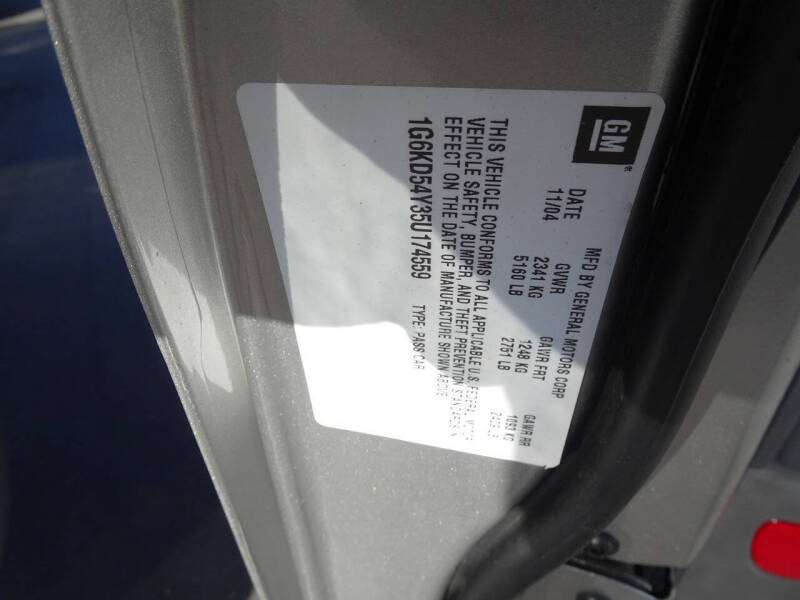 GM
MFD BY GENERAL MOTORS CORP
DATE GVWR GAWR FRT GAWR RR
11/04 2341 KG 1248 KG 1093 KG
5160 LB 2751 LB LB
THIS VEHICLE CONFORMS TO ALL APPLICABLE U.S. FEDERAL MOTOR
VEHICLE SAFETY, BUMPER, AND THEFT PREVENTION STANDARDS IN
EFFECT ON THE DATE OF MANUFACTURE SHOWN ABOVE.
1G6KD54Y35U174559 TYPE: PASS CAR